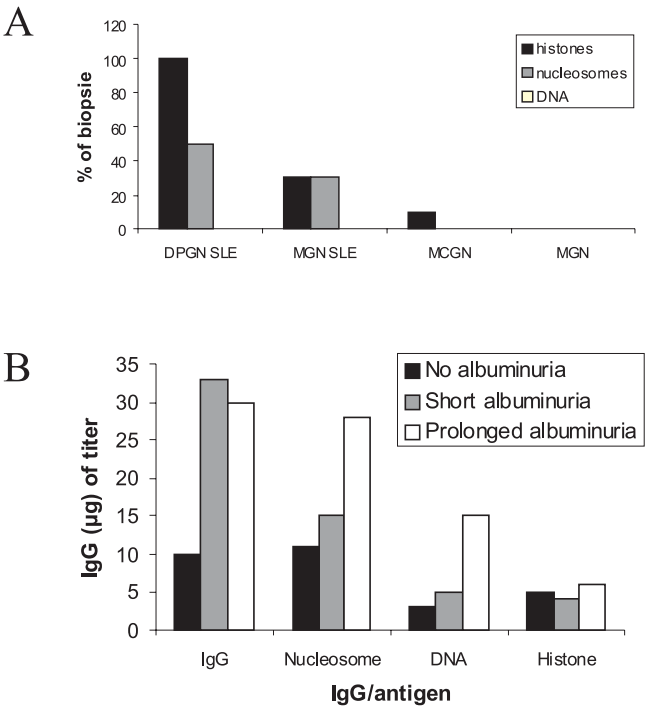 A
120
100
80
60
40
20
0
% of biopsie
histones
nucleosomes
DNA
DPGN SLE MGN SLE MCGN MGN
B
35
30
25
20
15
10
5
0
IgG (µg) of titer
No albuminuria
Short albuminuria
Prolonged albuminuria
IgG Nucleosome DNA Histone
IgG/antigen